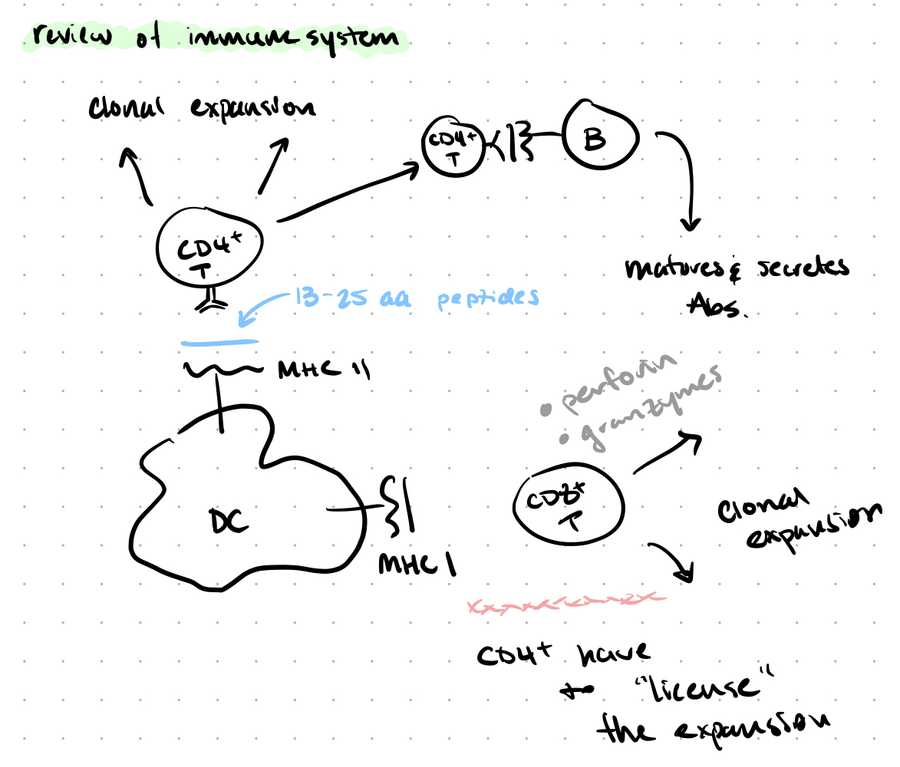 review of immune system
clonal expansion
CD4+
T
CD4+
T
B
matures & secretes
Abs.
13-25 aa peptides
MHC II
• perforin
• granzymes
DC
MHC I
CD8+
T
clonal
expansion
CD4+ have
to "license"
the expansion